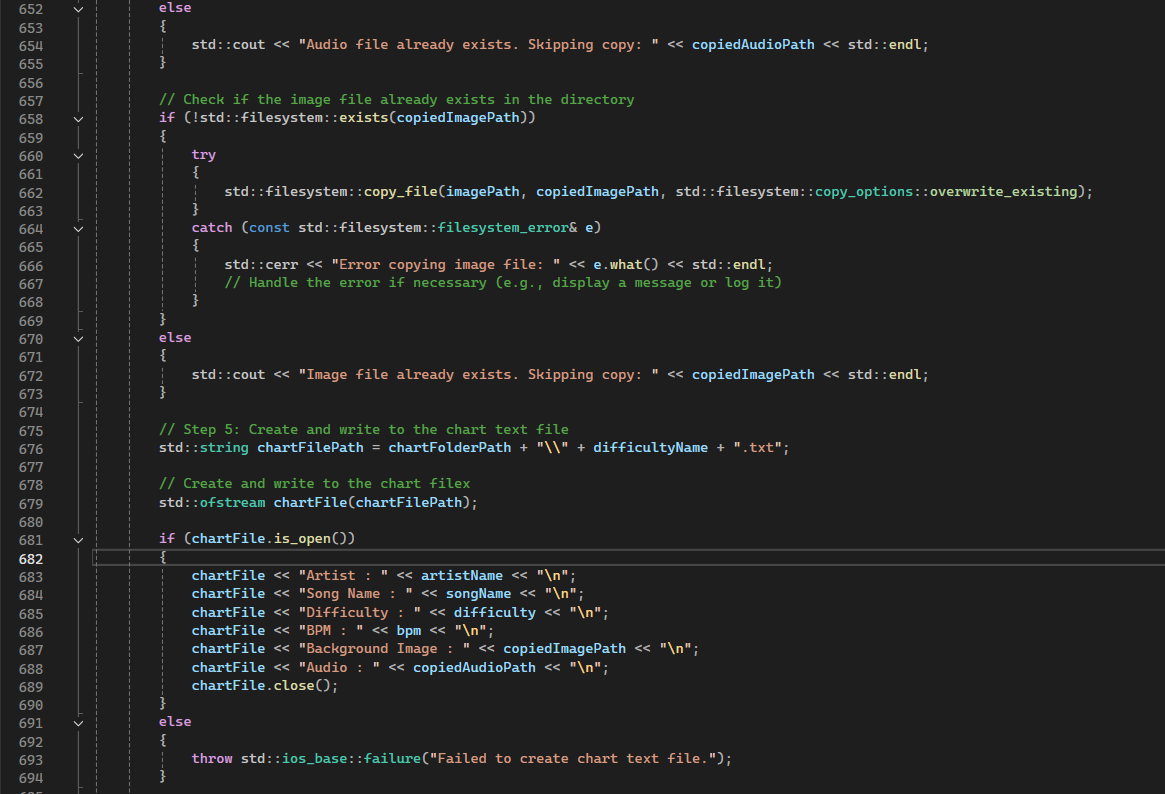 652 else
653 {
654 std::cout << "Audio file already exists. Skipping copy: " << copiedAudioPath << std::endl;
655 }
656
657 // Check if the image file already exists in the directory
658 if (!std::filesystem::exists(copiedImagePath))
659 {
660 try
661 {
662 std::filesystem::copy_file(imagePath, copiedImagePath, std::filesystem::copy_options::overwrite_existing);
663 }
664 catch (const std::filesystem::filesystem_error& e)
665 {
666 std::cerr << "Error copying image file: " << e.what() << std::endl;
667 // Handle the error if necessary (e.g., display a message or log it)
668 }
669 }
670 else
671 {
672 std::cout << "Image file already exists. Skipping copy: " << copiedImagePath << std::endl;
673 }
674
675 // Step 5: Create and write to the chart text file
676 std::string chartFilePath = chartFolderPath + "\\" + difficultyName + ".txt";
677
678 // Create and write to the chart filex
679 std::ofstream chartFile(chartFilePath);
680
681 if (chartFile.is_open())
682 {
683 chartFile << "Artist : " << artistName << "\n";
684 chartFile << "Song Name : " << songName << "\n";
685 chartFile << "Difficulty : " << difficulty << "\n";
686 chartFile << "BPM : " << bpm << "\n";
687 chartFile << "Background Image : " << copiedImagePath << "\n";
688 chartFile << "Audio : " << copiedAudioPath << "\n";
689 chartFile.close();
690 }
691 else
692 {
693 throw std::ios_base::failure("Failed to create chart text file.");
694 }